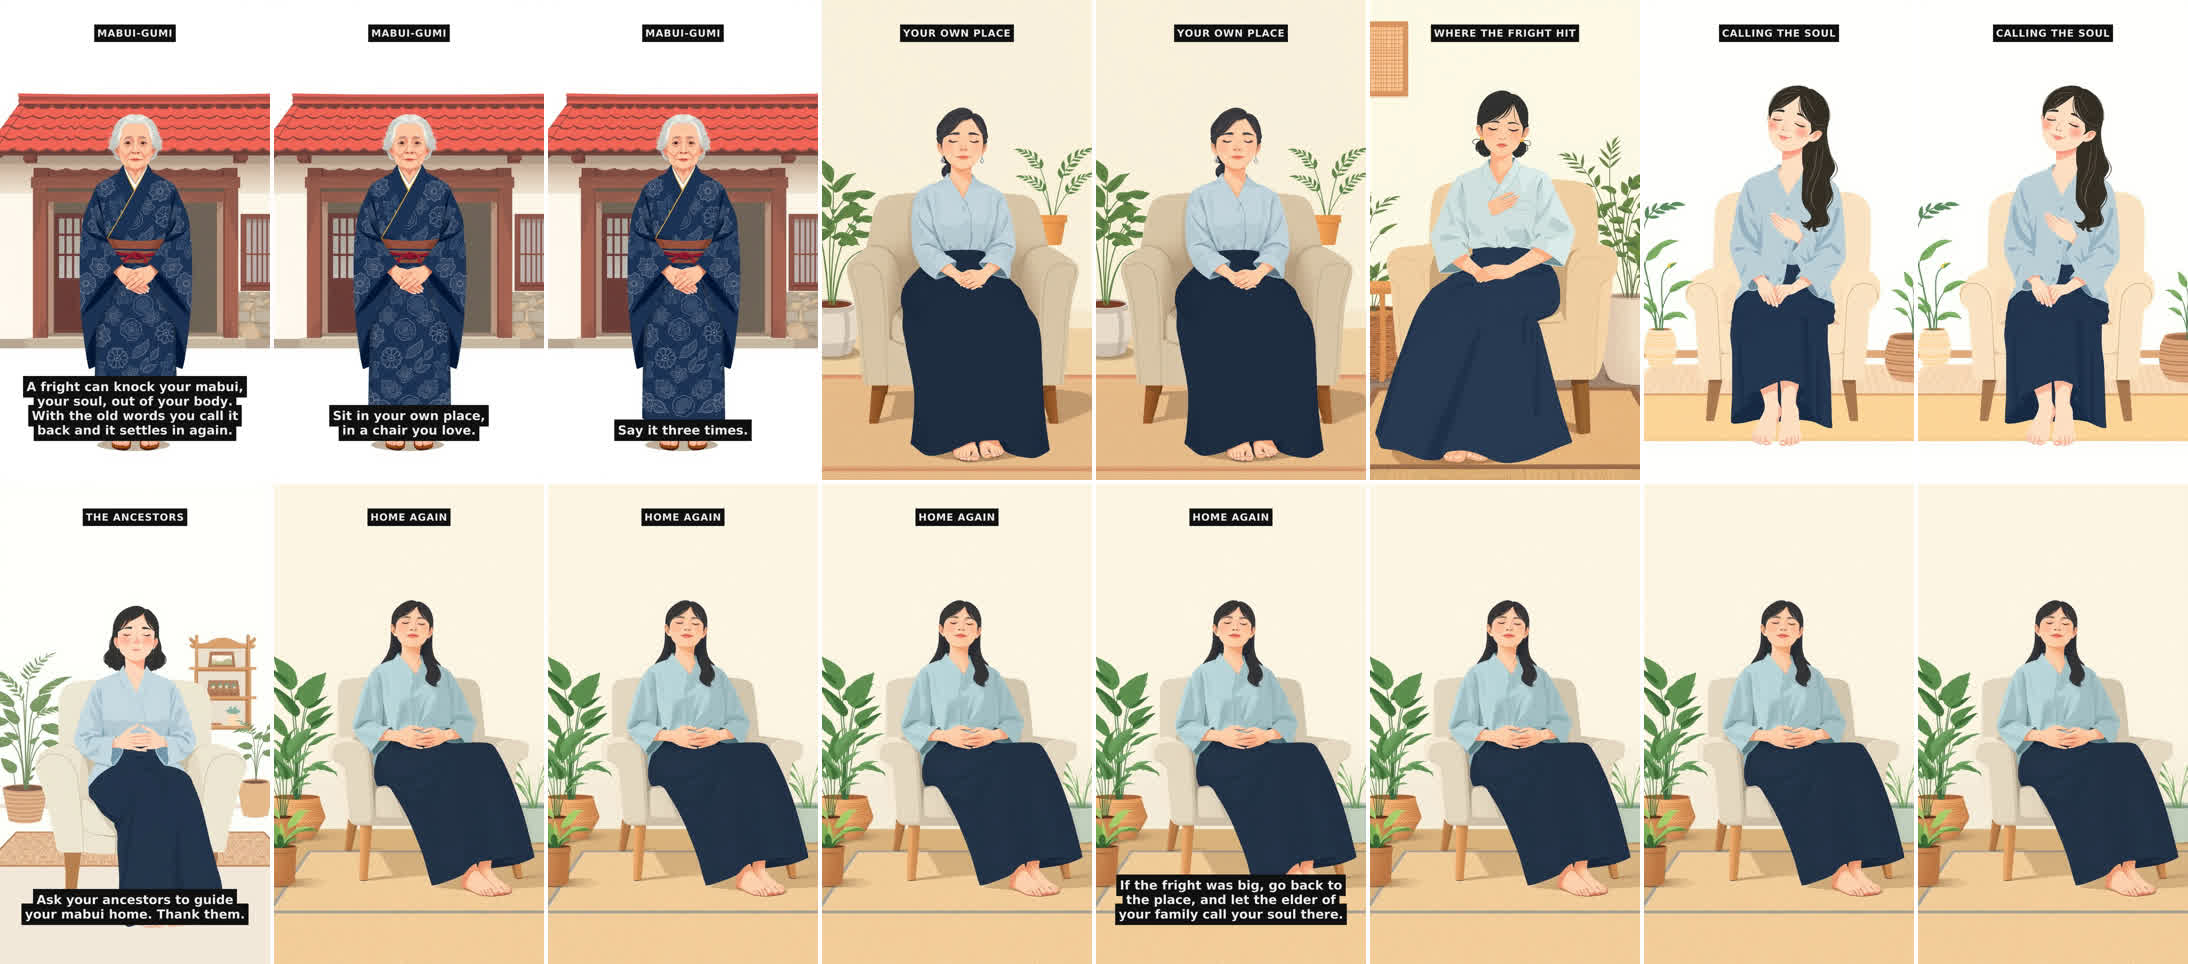 MABUI-GUMI
A fright can knock your mabui,
your soul, out of your body.
With the old words you call it
back and it settles in again.
MABUI-GUMI
Sit in your own place,
in a chair you love.
MABUI-GUMI
Say it three times.
YOUR OWN PLACE
YOUR OWN PLACE
WHERE THE FRIGHT HIT
CALLING THE SOUL
CALLING THE SOUL
THE ANCESTORS
Ask your ancestors to guide
your mabui home. Thank them.
HOME AGAIN
HOME AGAIN
HOME AGAIN
HOME AGAIN
If the fright was big, go back to
the place, and let the elder of
your family call your soul there.